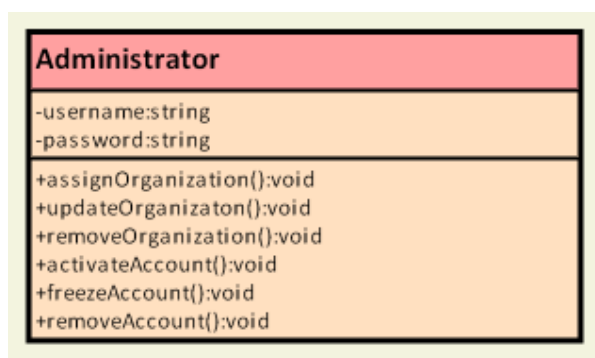 Administrator
-username:string
-password:string
+assignOrganization():void
+updateOrganizaton():void
+removeOrganization():void
+activateAccount():void
+freezeAccount():void
+removeAccount():void